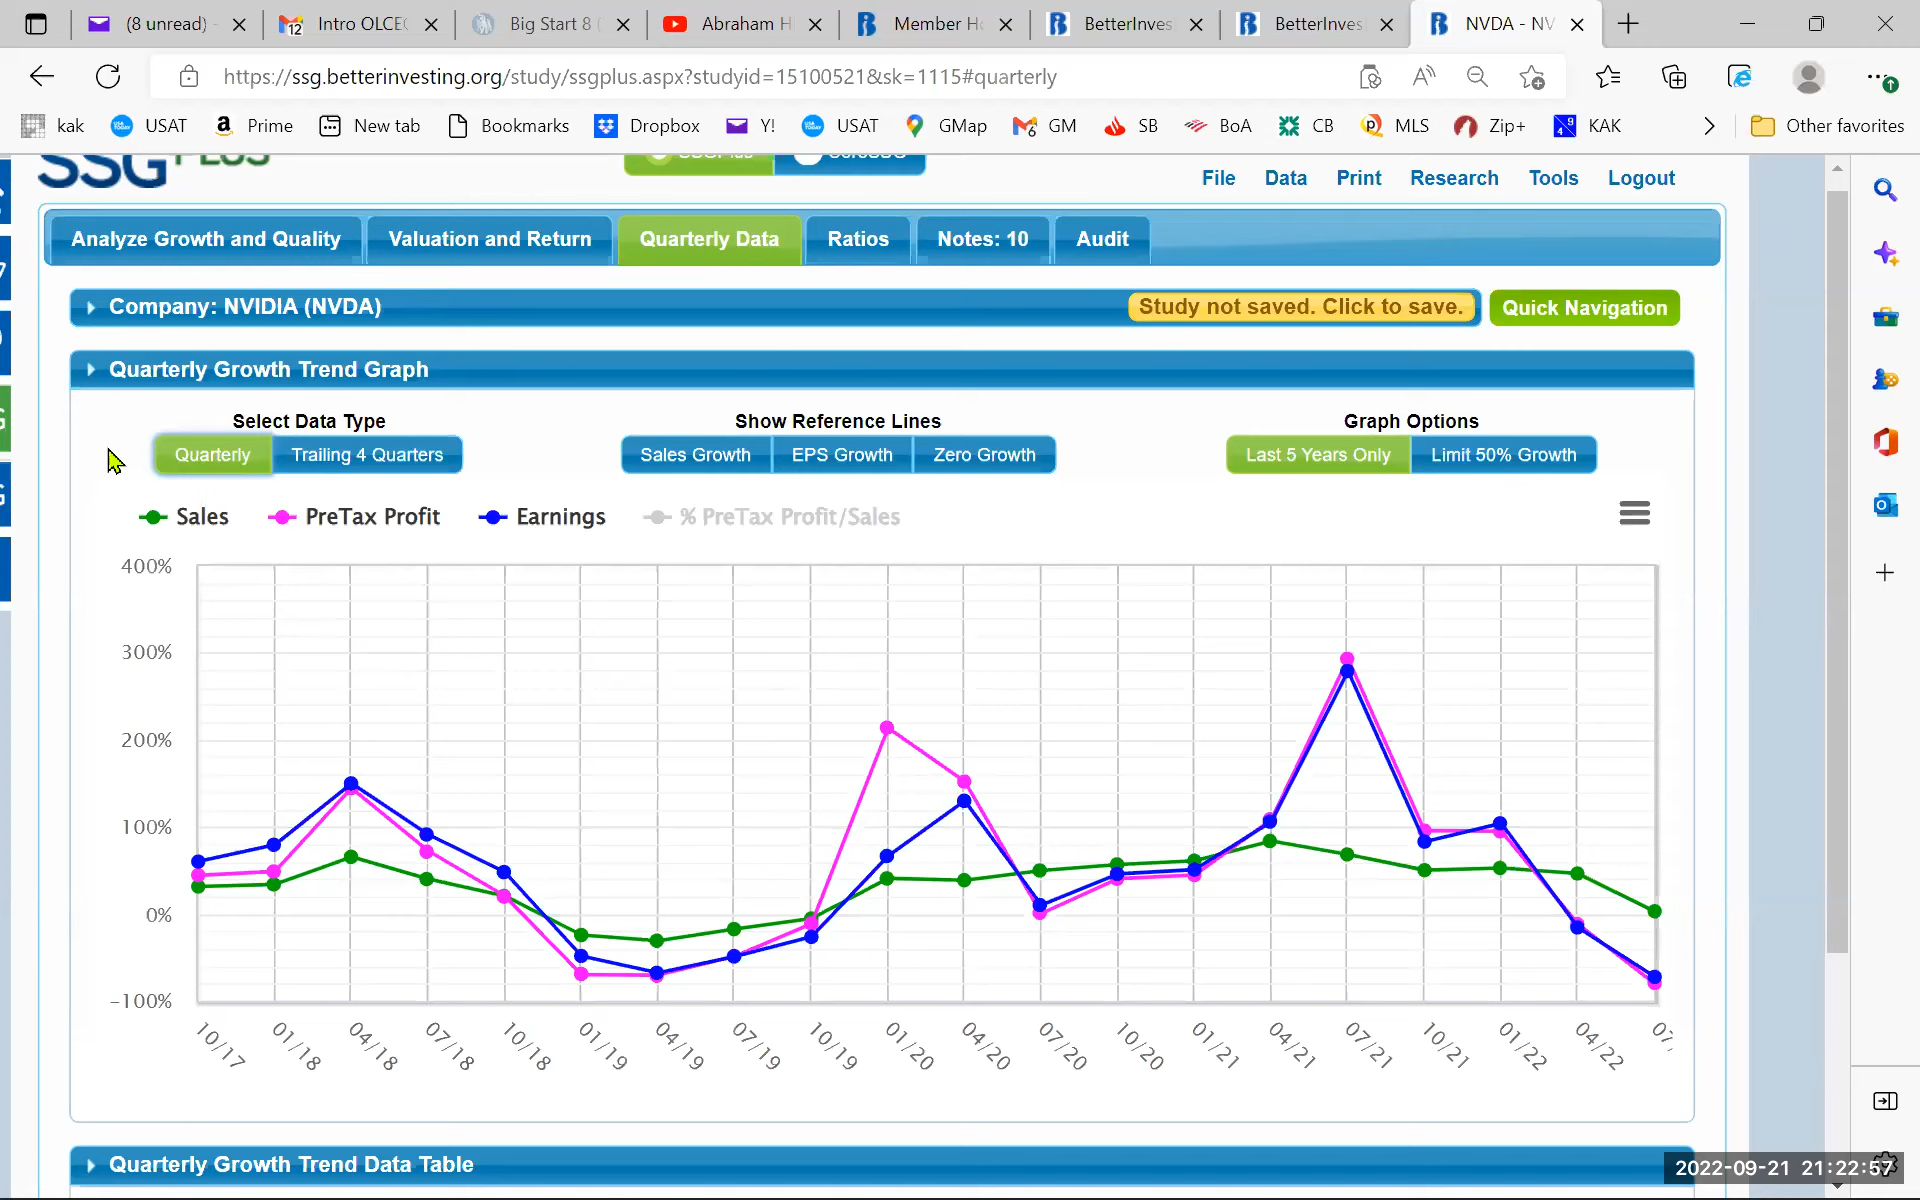 (8 unread) -
12 Intro OLCEC
Big Start 8 (
Abraham H
Member Ho
BetterInves
BetterInves
NVDA - NV
https://ssg.betterinvesting.org/study/ssgplus.aspx?studyid=15100521&sk=1115#quarterly
kak USAT Prime New tab Bookmarks Dropbox Y! USAT GMap GM SB BoA CB MLS Zip+ KAK Other favorites
SSG PLUS
SSGPlus
File Data Print Research Tools Logout
Analyze Growth and Quality Valuation and Return Quarterly Data Ratios Notes: 10 Audit
Company: NVIDIA (NVDA) Study not saved. Click to save. Quick Navigation
Quarterly Growth Trend Graph
Select Data Type Show Reference Lines Graph Options
Quarterly Trailing 4 Quarters Sales Growth EPS Growth Zero Growth Last 5 Years Only Limit 50% Growth
Sales PreTax Profit Earnings % PreTax Profit/Sales
400%
300%
200%
100%
0%
-100%
10/17 01/18 04/18 07/18 10/18 01/19 04/19 07/19 10/19 01/20 04/20 07/20 10/20 01/21 04/21 07/21 10/21 01/22 04/22 07
Quarterly Growth Trend Data Table
2022-09-21 21:22:57